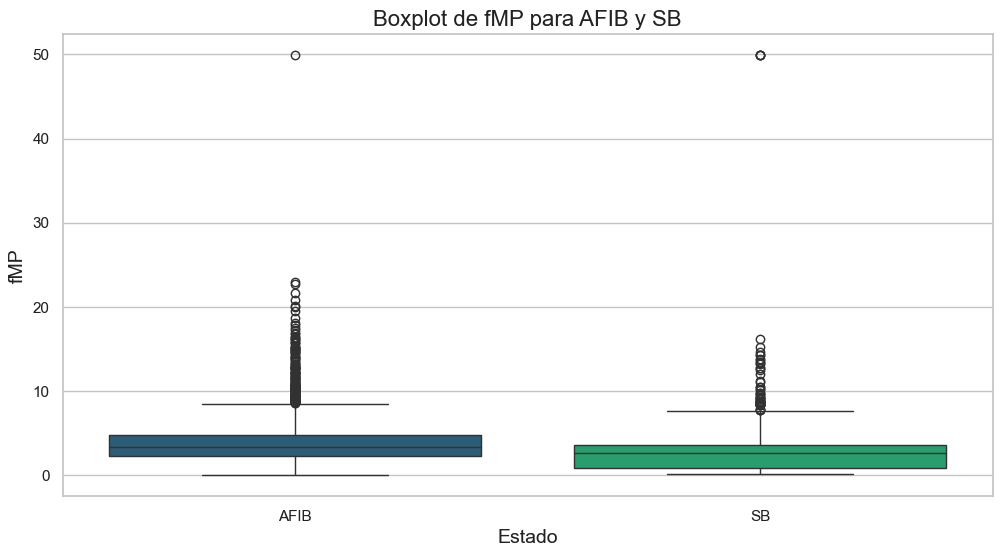 Boxplot de fMP para AFIB y SB
50
40
30
20
10
0
fMP
AFIB
SB
Estado